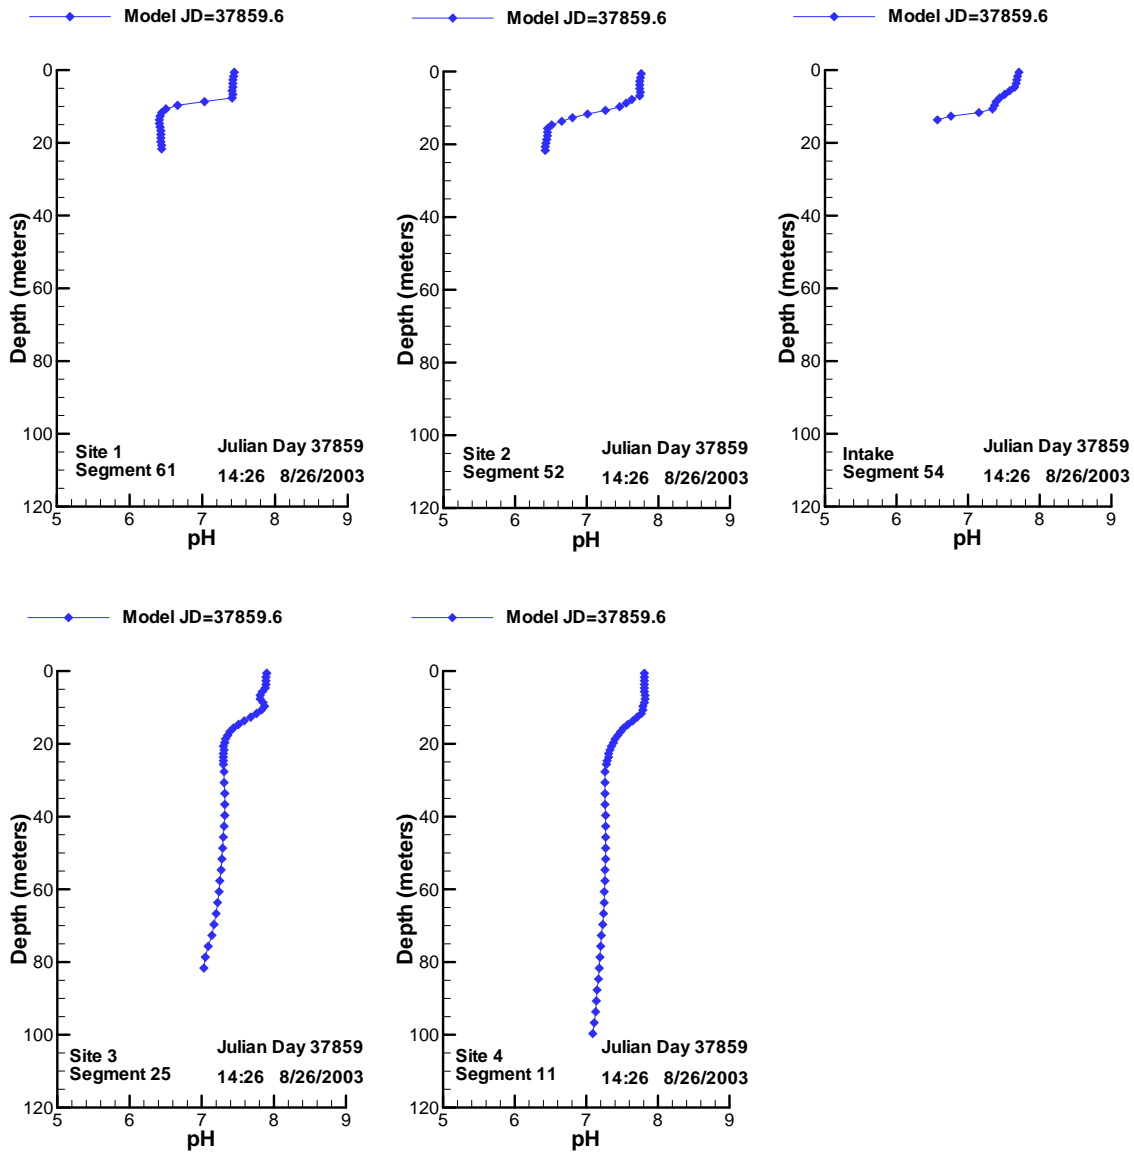 Model JD=37859.6
0
20
40
60
80
100
120
Depth (meters)
Site 1
Segment 61
Julian Day 37859
14:26 8/26/2003
5 6 7 8 9
pH
Model JD=37859.6
0
20
40
60
80
100
120
Depth (meters)
Site 2
Segment 52
Julian Day 37859
14:26 8/26/2003
5 6 7 8 9
pH
Model JD=37859.6
0
20
40
60
80
100
120
Depth (meters)
Intake
Segment 54
Julian Day 37859
14:26 8/26/2003
5 6 7 8 9
pH
Model JD=37859.6
0
20
40
60
80
100
120
Depth (meters)
Site 3
Segment 25
Julian Day 37859
14:26 8/26/2003
5 6 7 8 9
pH
Model JD=37859.6
0
20
40
60
80
100
120
Depth (meters)
Site 4
Segment 11
Julian Day 37859
14:26 8/26/2003
5 6 7 8 9
pH